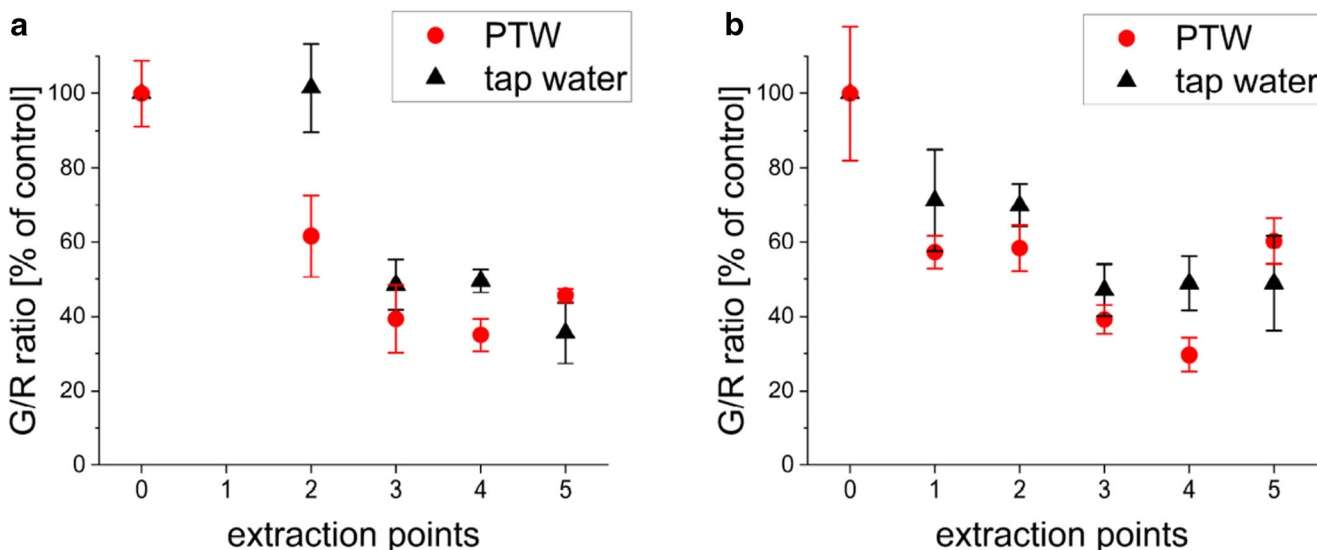 a
PTW
tap water
G/R ratio [% of control]
100
80
60
40
20
0
0 1 2 3 4 5
extraction points
b
PTW
tap water
G/R ratio [% of control]
100
80
60
40
20
0
0 1 2 3 4 5
extraction points